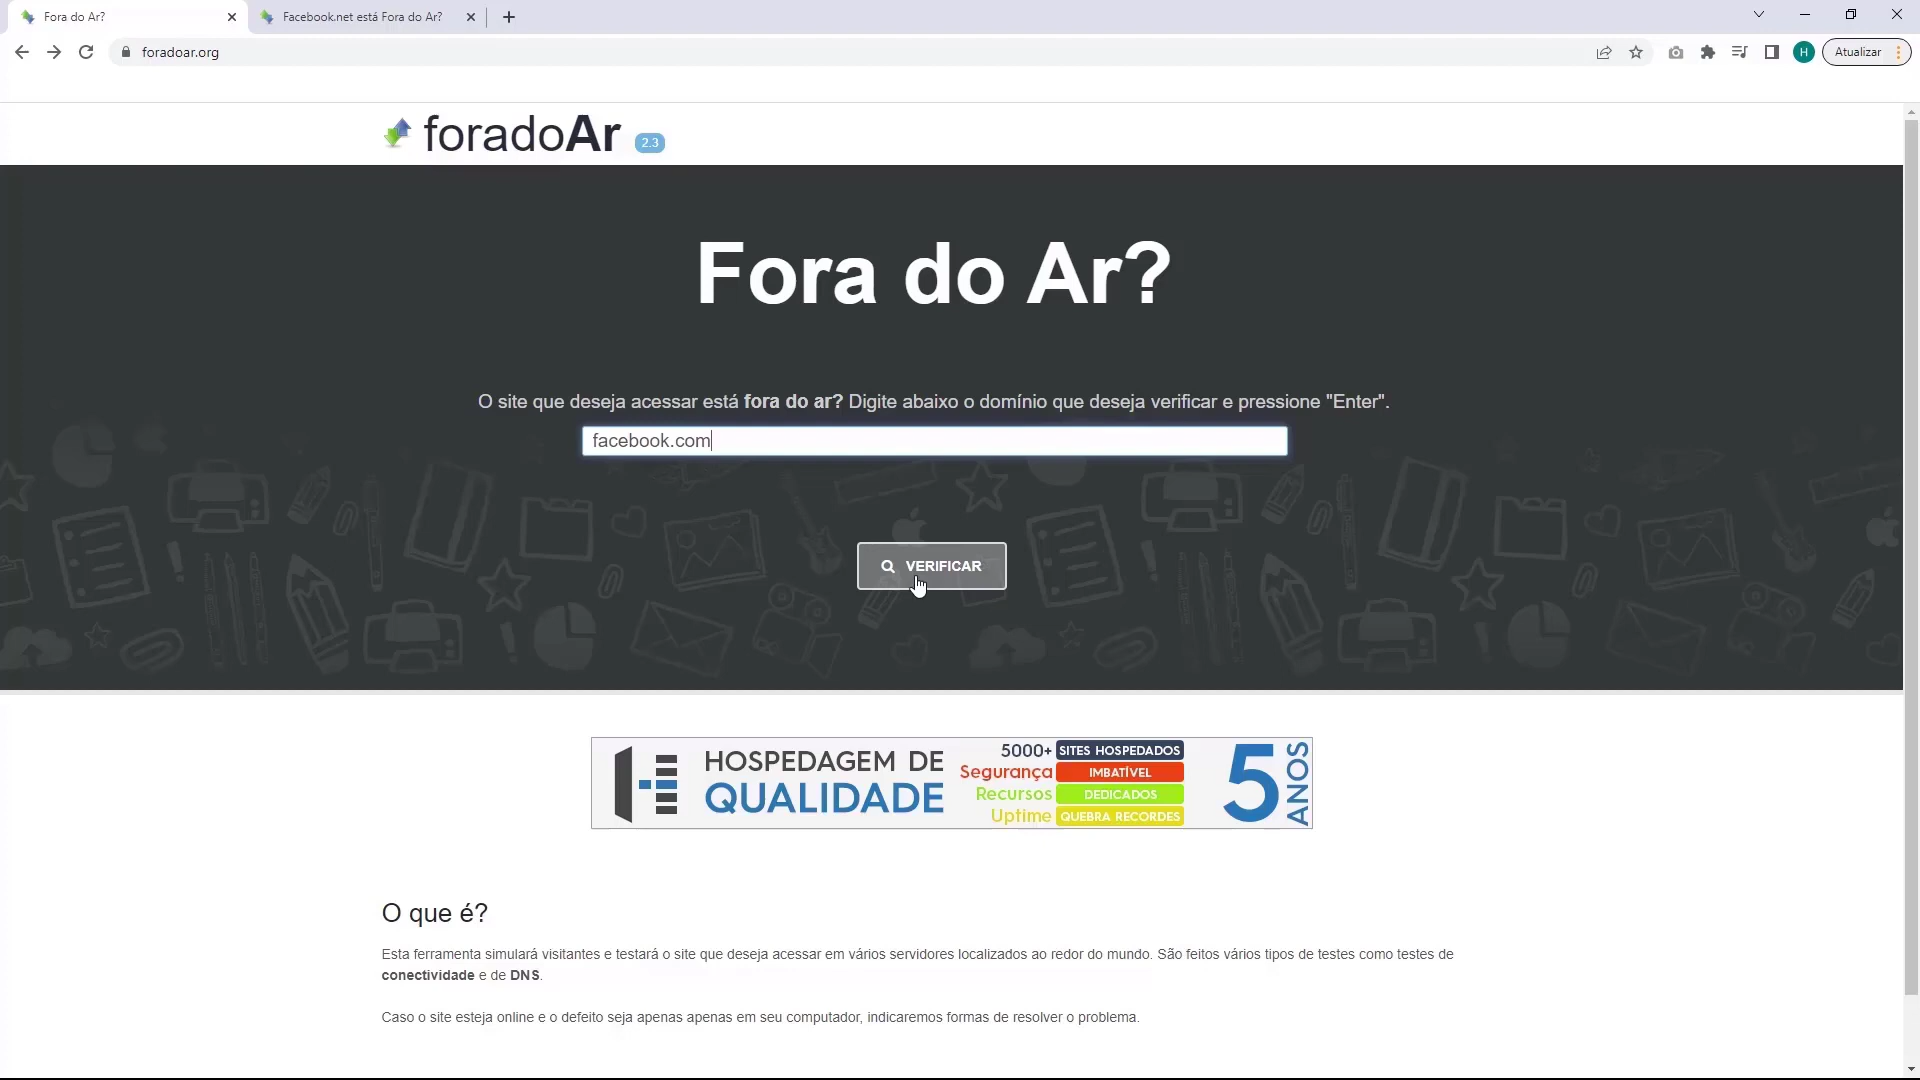 Fora do Ar?
Facebook.net está Fora do Ar?
foradoar.org
H
Atualizar
foradoAr 2.3
Fora do Ar?
O site que deseja acessar está fora do ar? Digite abaixo o domínio que deseja verificar e pressione "Enter".
facebook.com
VERIFICAR
HOSPEDAGEM DE
QUALIDADE
5000+ SITES HOSPEDADOS
Segurança IMBATÍVEL
Recursos DEDICADOS
Uptime QUEBRA RECORDES
5 ANOS
O que é?
Esta ferramenta simulará visitantes e testará o site que deseja acessar em vários servidores localizados ao redor do mundo. São feitos vários tipos de testes como testes de
conectividade e de DNS.
Caso o site esteja online e o defeito seja apenas apenas em seu computador, indicaremos formas de resolver o problema.